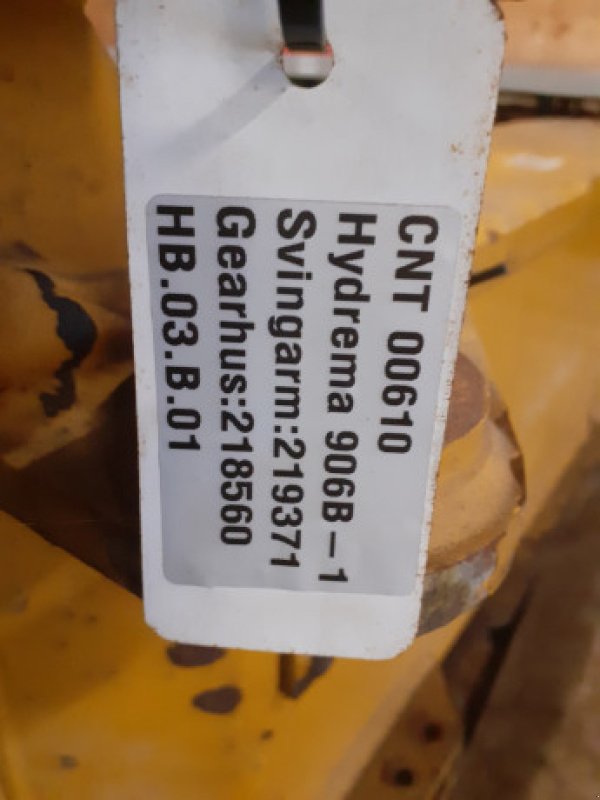 CNT 00610
Hydrema 906B-1
Svingarm:219371
Gearhus:218560
HB.03.B.01